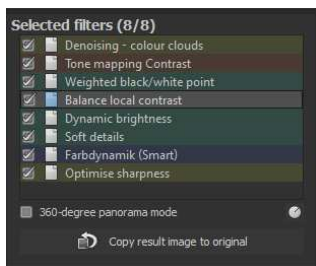 Selected filters (8/8)
Denoising - colour clouds
Tone mapping Contrast
Weighted black/white point
Balance local contrast
Dynamic brightness
Soft details
Farbdynamik (Smart)
Optimise sharpness
360-degree panorama mode
Copy result image to original